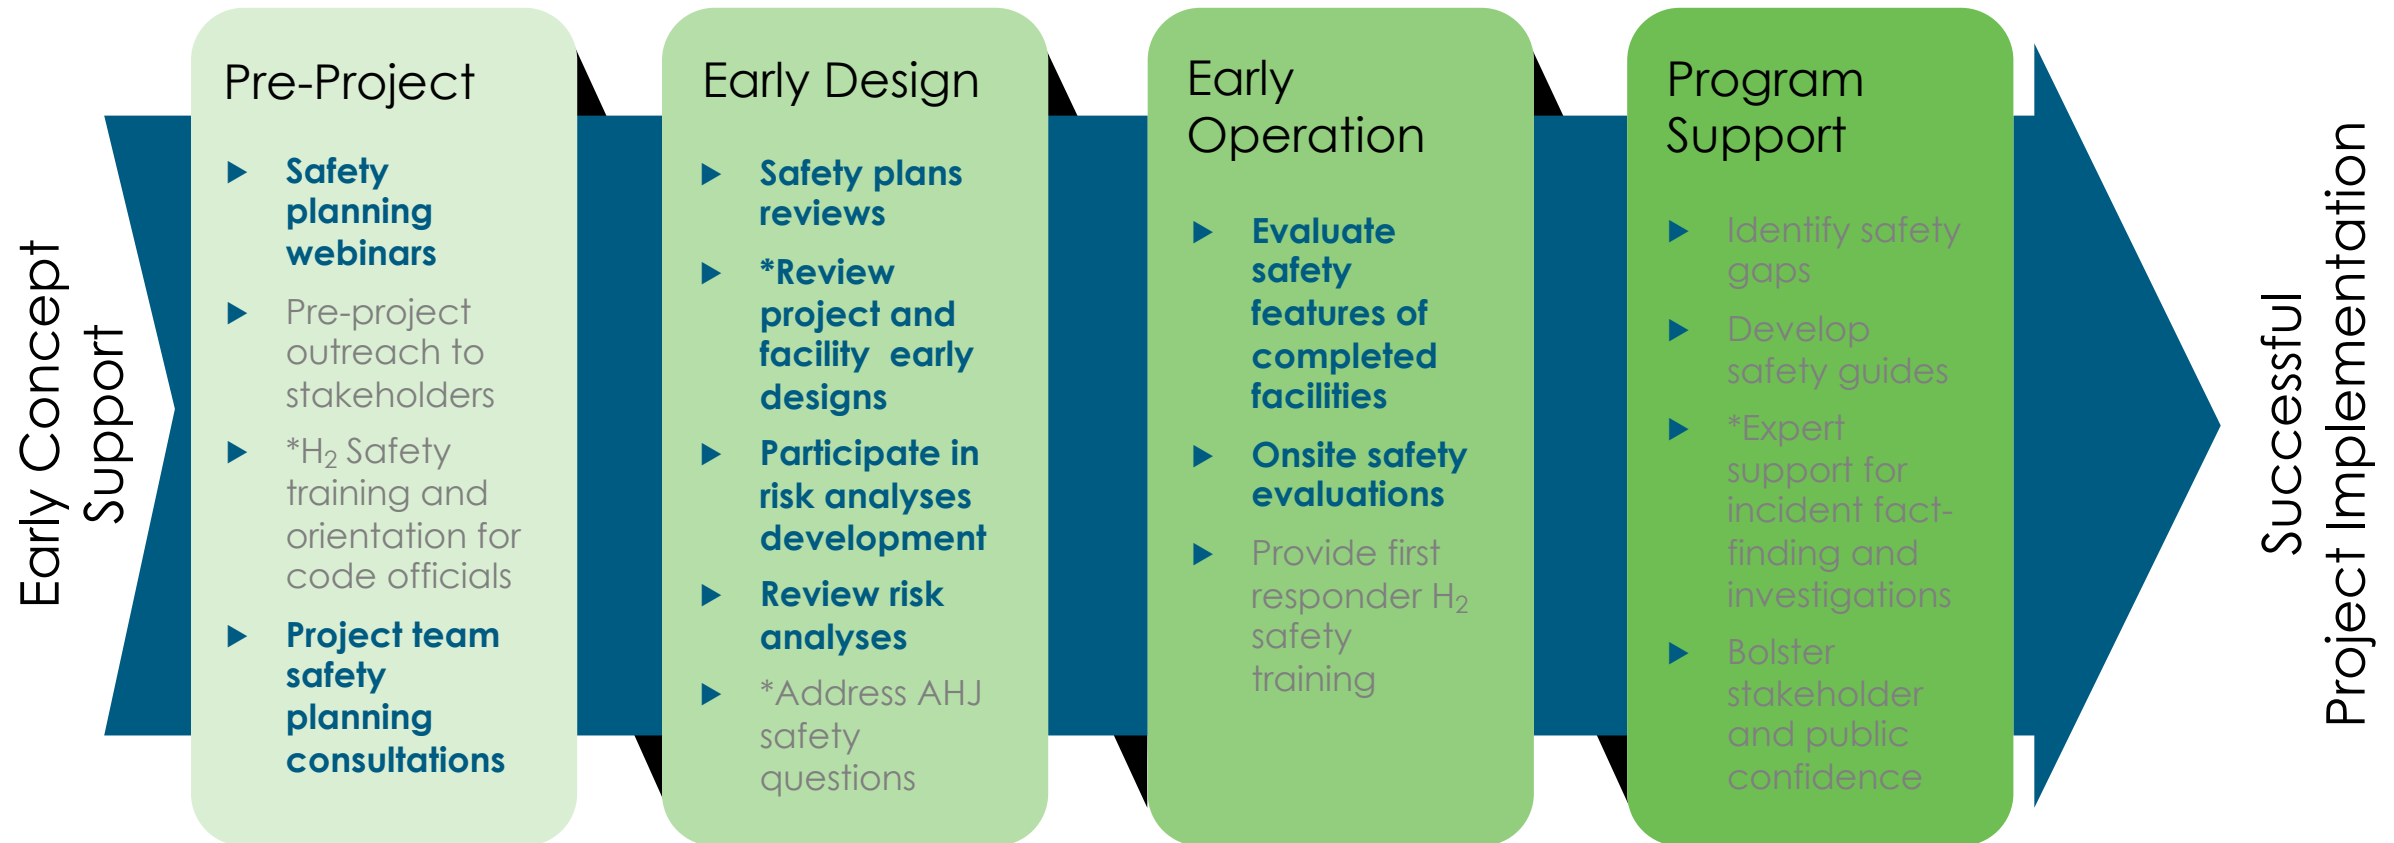 Early Concept
Support
Pre-Project
Safety
planning
webinars
Pre-project
outreach to
stakeholders
*H₂ Safety
training and
orientation for
code officials
Project team
safety
planning
consultations
Early Design
Safety plans
reviews
*Review
project and
facility  early
designs
Participate in
risk analyses
development
Review risk
analyses
*Address AHJ
safety
questions
Early
Operation
Evaluate
safety
features of
completed
facilities
Onsite safety
evaluations
Provide first
responder H₂
safety
training
Program
Support
Identify safety
gaps
Develop
safety guides
*Expert
support for
incident fact-
finding and
investigations
Bolster
stakeholder
and public
confidence
Successful
Project Implementation